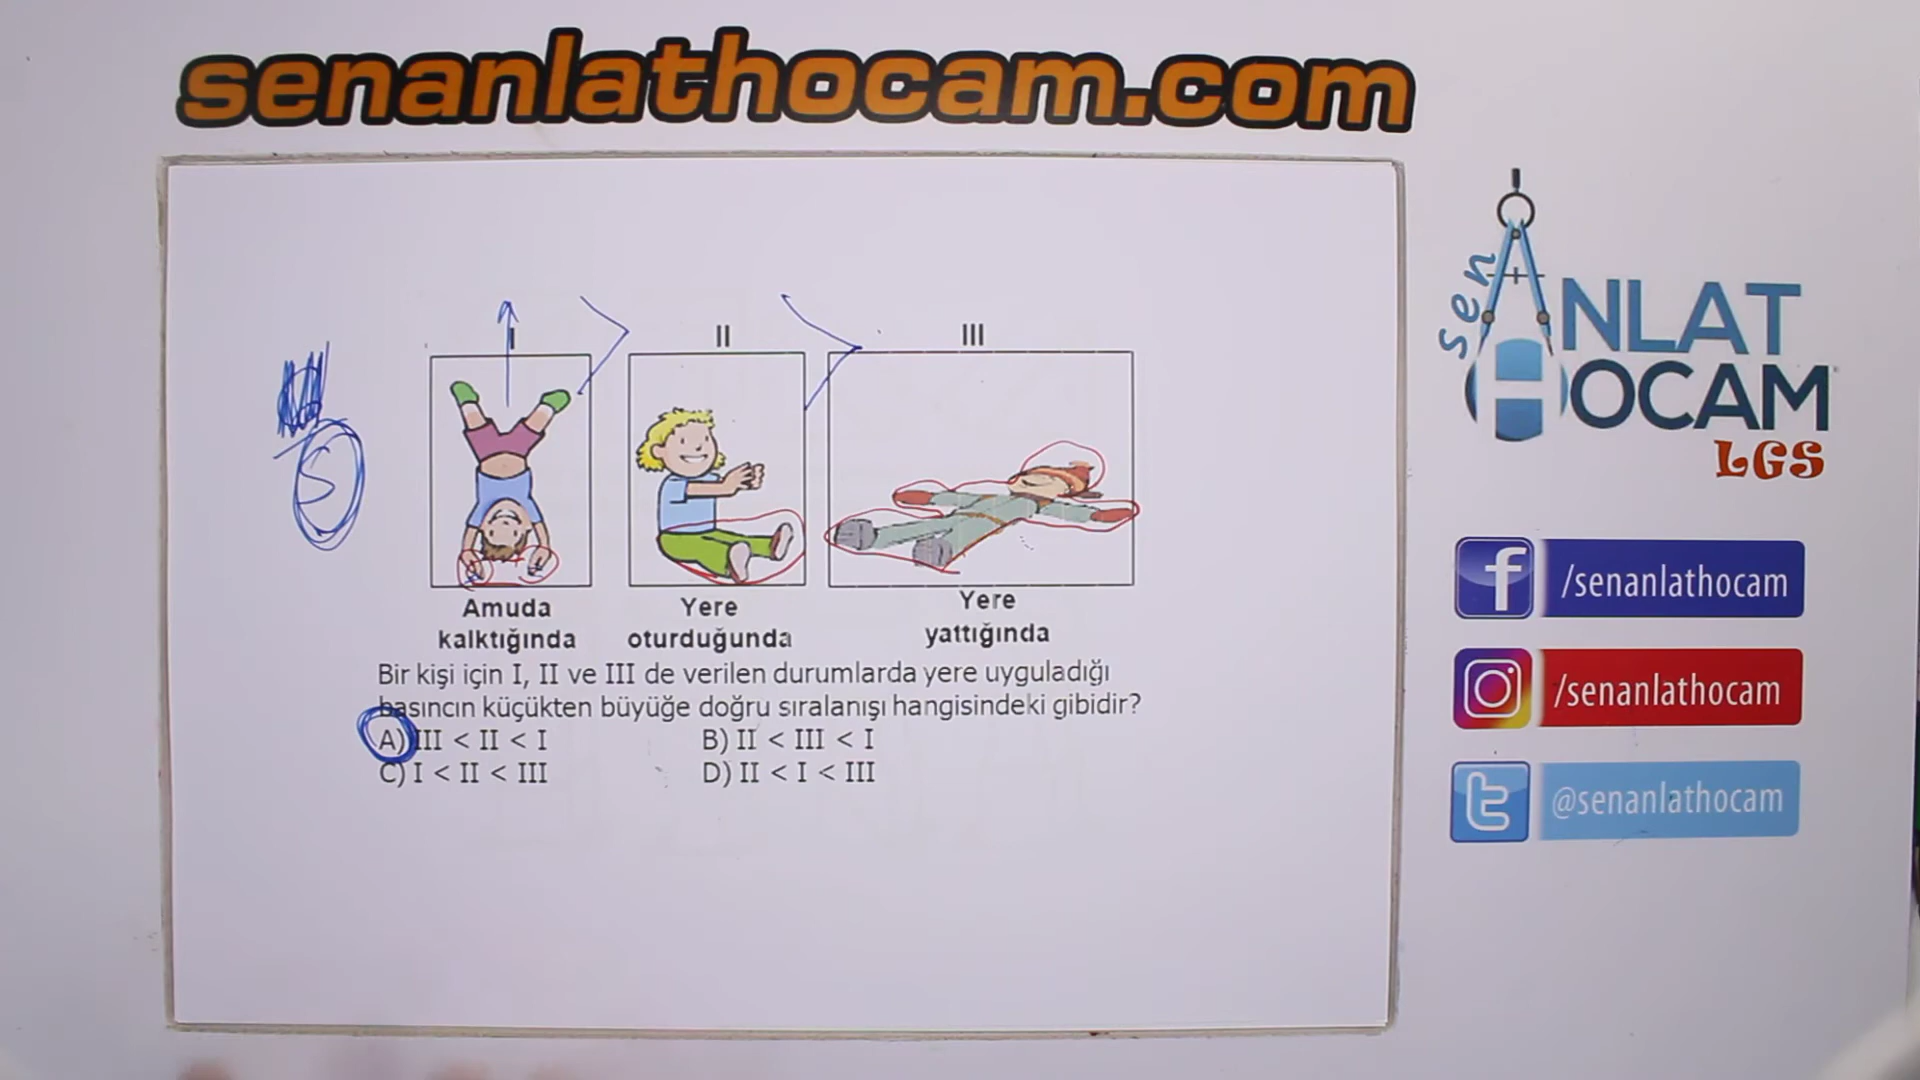 senanlathocam.com
I II III
S
Amuda
kalktığında
Yere
oturduğunda
Yere
yattığında
Bir kişi için I, II ve III de verilen durumlarda yere uyguladığı
basıncın küçükten büyüğe doğru sıralanışı hangisindeki gibidir?
A) III < II < I B) II < III < I
C) I < II < III D) II < I < III
sen
ANLAT
HOCAM
LGS
f /senanlathocam
/senanlathocam
t @senanlathocam